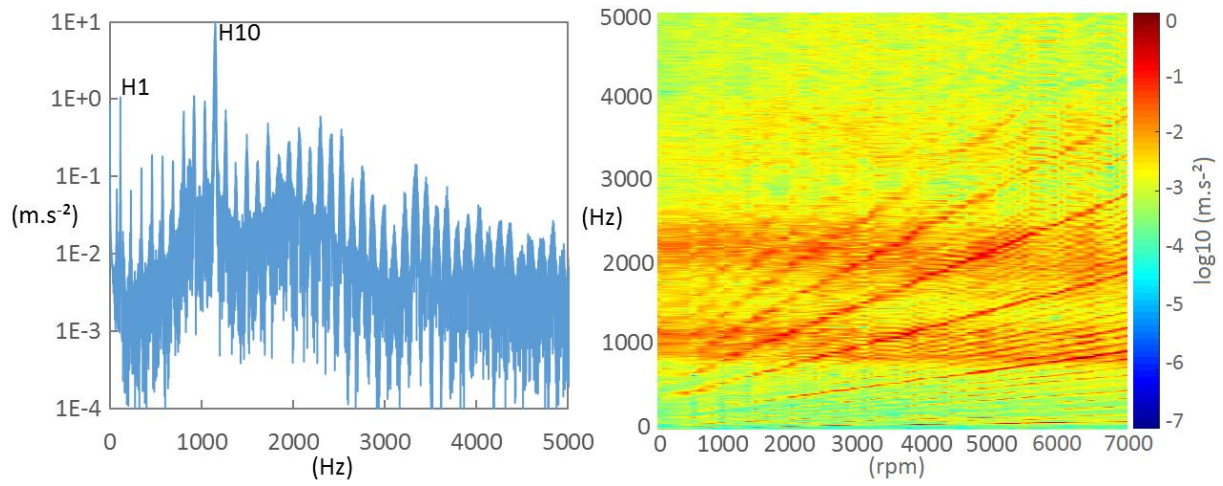 1E+1
1E+0
1E-1
(m.s⁻²)
1E-2
1E-3
1E-4
H10
H1
0 1000 2000 3000 4000 5000
(Hz)
5000
4000
3000
(Hz)
2000
1000
0
0 1000 2000 3000 4000 5000 6000 7000
(rpm)
0
-1
-2
-3
-4
-5
-6
-7
log10 (m.s⁻²)